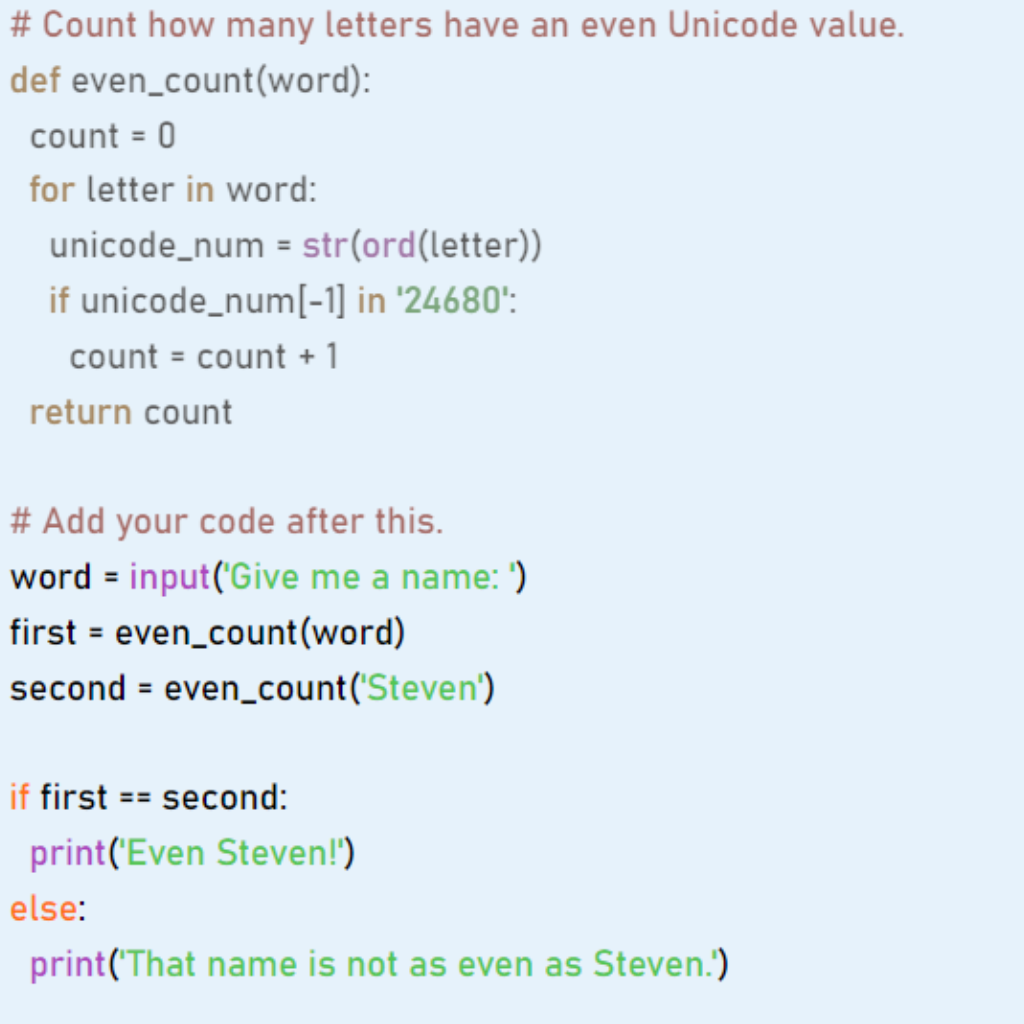 # Count how many letters have an even Unicode value.
def even_count(word):
  count = 0
  for letter in word:
    unicode_num = str(ord(letter))
    if unicode_num[-1] in '24680':
      count = count + 1
  return count

# Add your code after this.
word = input('Give me a name: ')
first = even_count(word)
second = even_count('Steven')

if first == second:
  print('Even Steven!')
else:
  print('That name is not as even as Steven.')